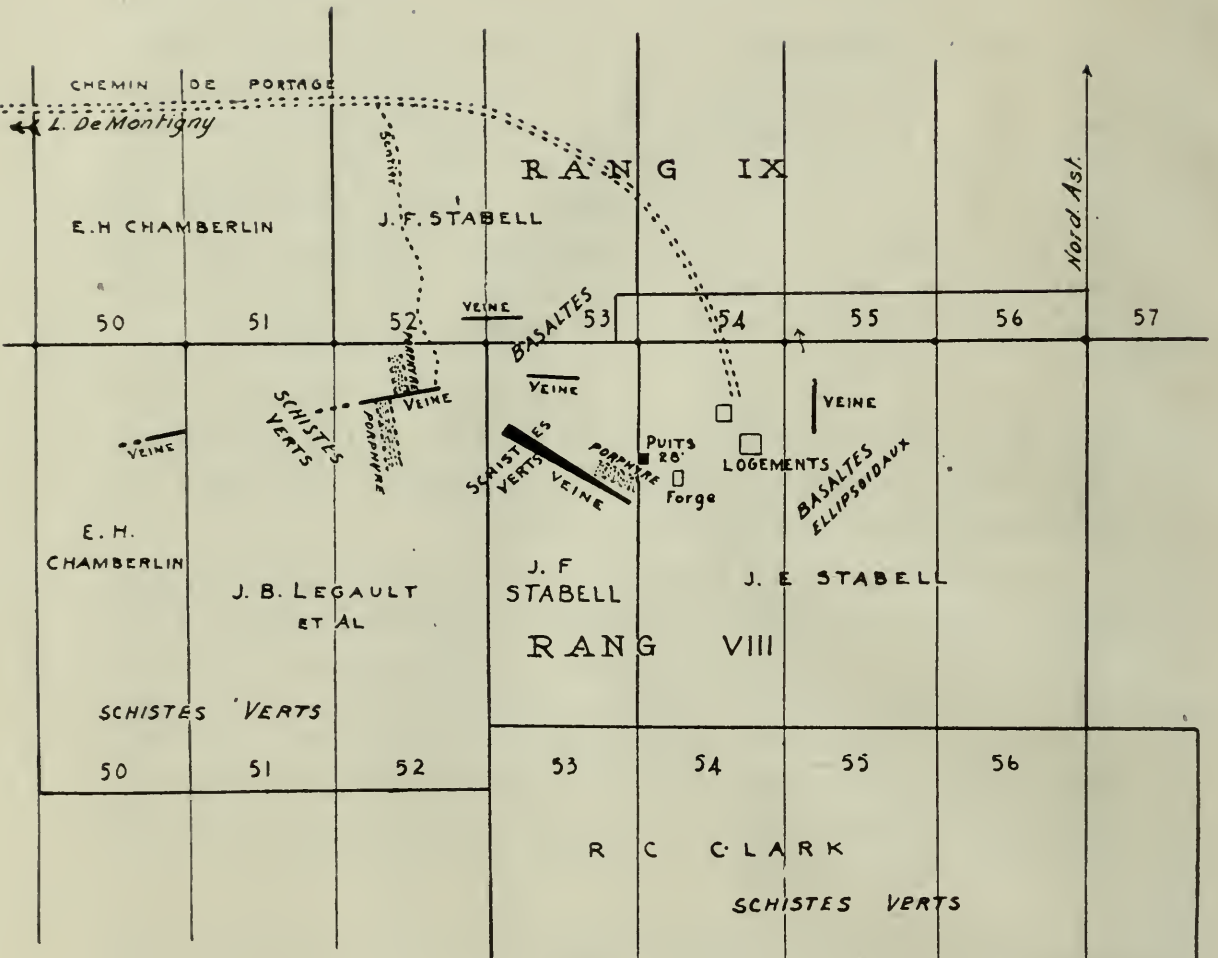 CHEMIN DE PORTAGE
L. De Montigny
Sentier
RANG IX
E.H CHAMBERLIN
J. F. STABELL
Nord Ast.
VEINE
BASALTES
50 51 52 53 54 55 56 57
PORPHYRE
VEINE
SCHISTES
VERTS
PORPHYRE
VEINE
VEINE
SCHISTES
VERTS
VEINE
PORPHYRE
PUITS
28'
Forge
LOGEMENTS
VEINE
BASALTES
ELLIPSOIDAUX
E. H.
CHAMBERLIN
J. B. LEGAULT
ET AL
J. F
STABELL
J. E STABELL
RANG VIII
SCHISTES VERTS
50 51 52 53 54 55 56
R C CLARK
SCHISTES VERTS